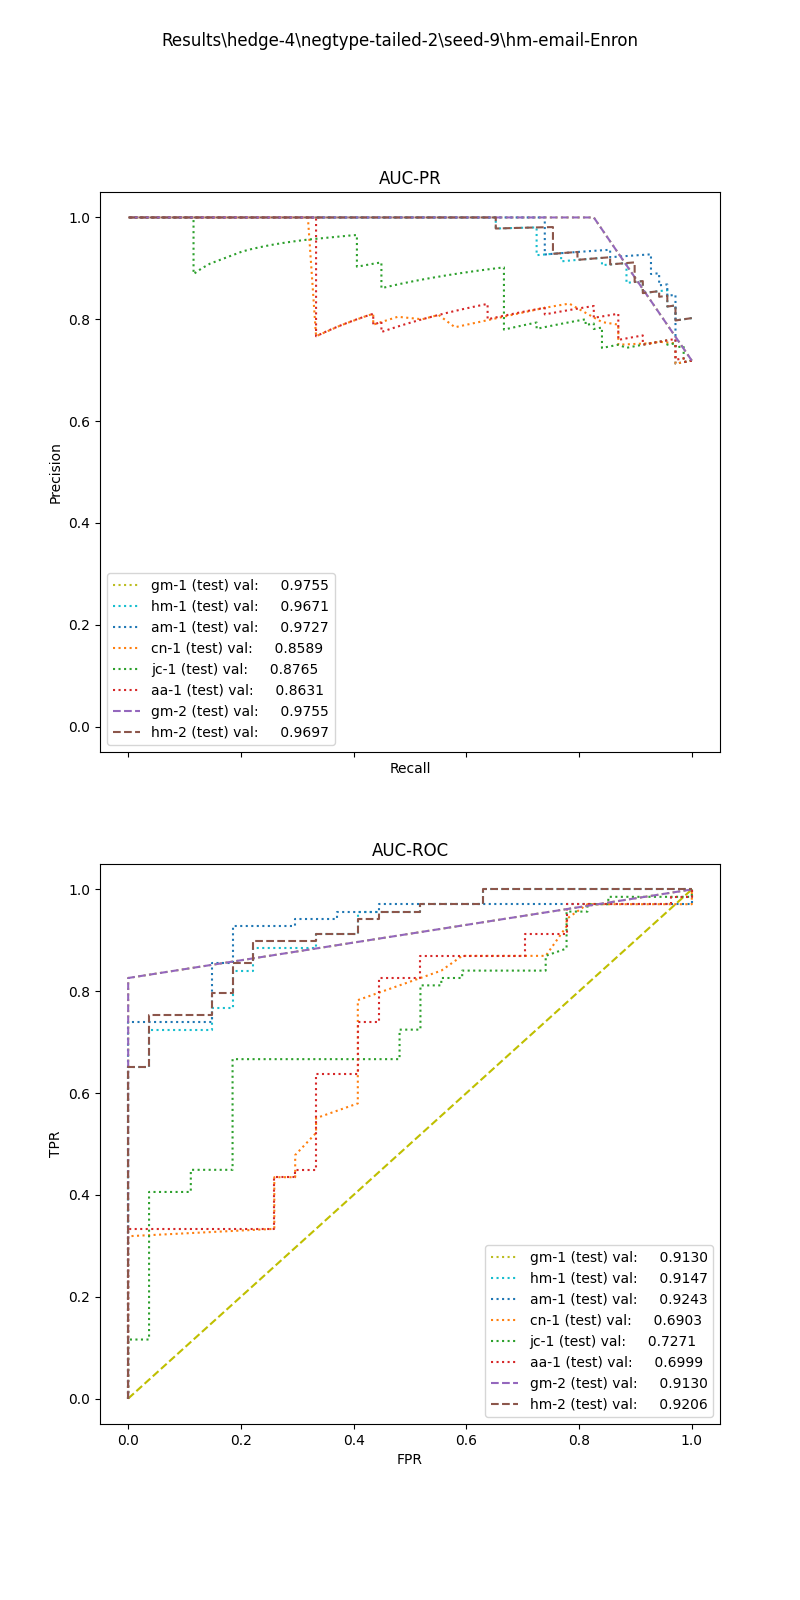 Results\hedge-4\negtype-tailed-2\seed-9\hm-email-Enron
AUC-PR
1.0
0.8
0.6
0.4
0.2
0.0
Precision
gm-1 (test) val: 0.9755
hm-1 (test) val: 0.9671
am-1 (test) val: 0.9727
cn-1 (test) val: 0.8589
jc-1 (test) val: 0.8765
aa-1 (test) val: 0.8631
gm-2 (test) val: 0.9755
hm-2 (test) val: 0.9697
Recall
AUC-ROC
1.0
0.8
0.6
0.4
0.2
0.0
TPR
gm-1 (test) val: 0.9130
hm-1 (test) val: 0.9147
am-1 (test) val: 0.9243
cn-1 (test) val: 0.6903
jc-1 (test) val: 0.7271
aa-1 (test) val: 0.6999
gm-2 (test) val: 0.9130
hm-2 (test) val: 0.9206
0.0 0.2 0.4 0.6 0.8 1.0
FPR